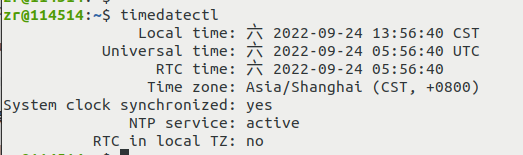 zr@114514:~$ timedatectl
Local time: 六 2022-09-24 13:56:40 CST
Universal time: 六 2022-09-24 05:56:40 UTC
RTC time: 六 2022-09-24 05:56:40
Time zone: Asia/Shanghai (CST, +0800)
System clock synchronized: yes
NTP service: active
RTC in local TZ: no
zr@114514:~$